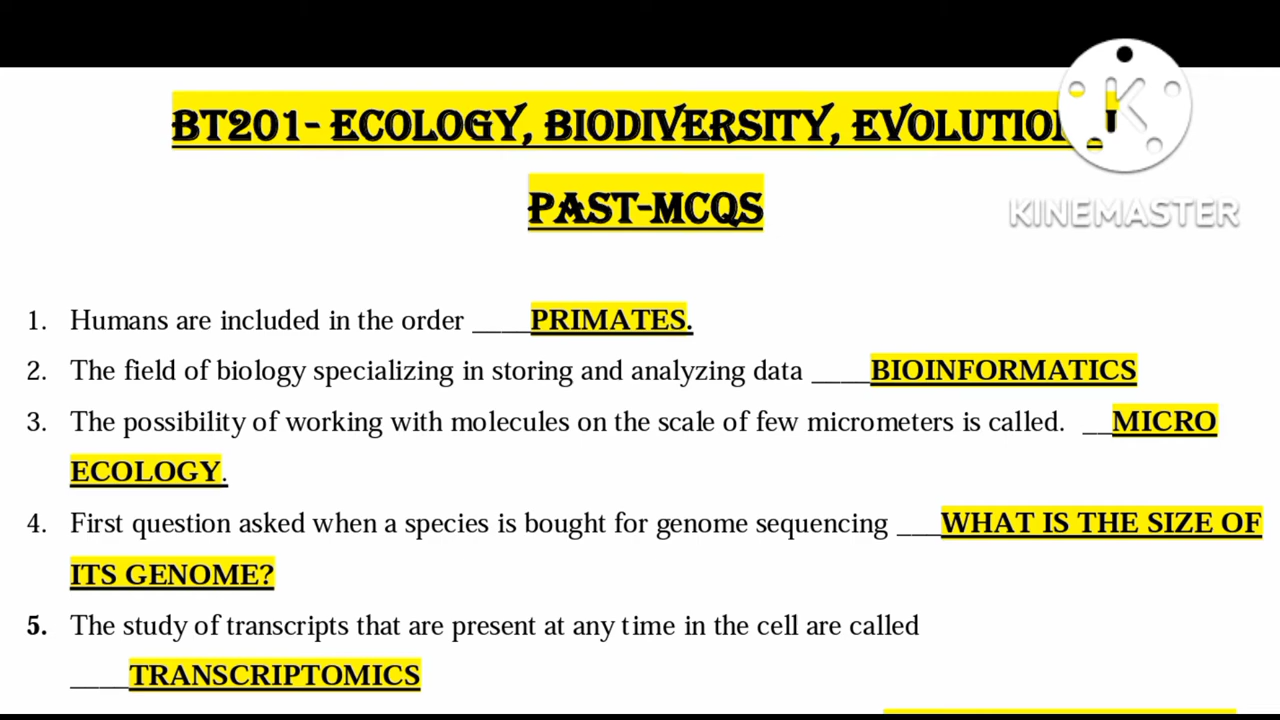 BT201- ECOLOGY, BIODIVERSITY, EVOLUTION I
PAST-MCQS
KINEMASTER
1. Humans are included in the order ____PRIMATES.
2. The field of biology specializing in storing and analyzing data ____BIOINFORMATICS
3. The possibility of working with molecules on the scale of few micrometers is called. __MICRO
ECOLOGY.
4. First question asked when a species is bought for genome sequencing ___WHAT IS THE SIZE OF
ITS GENOME?
5. The study of transcripts that are present at any time in the cell are called
____TRANSCRIPTOMICS